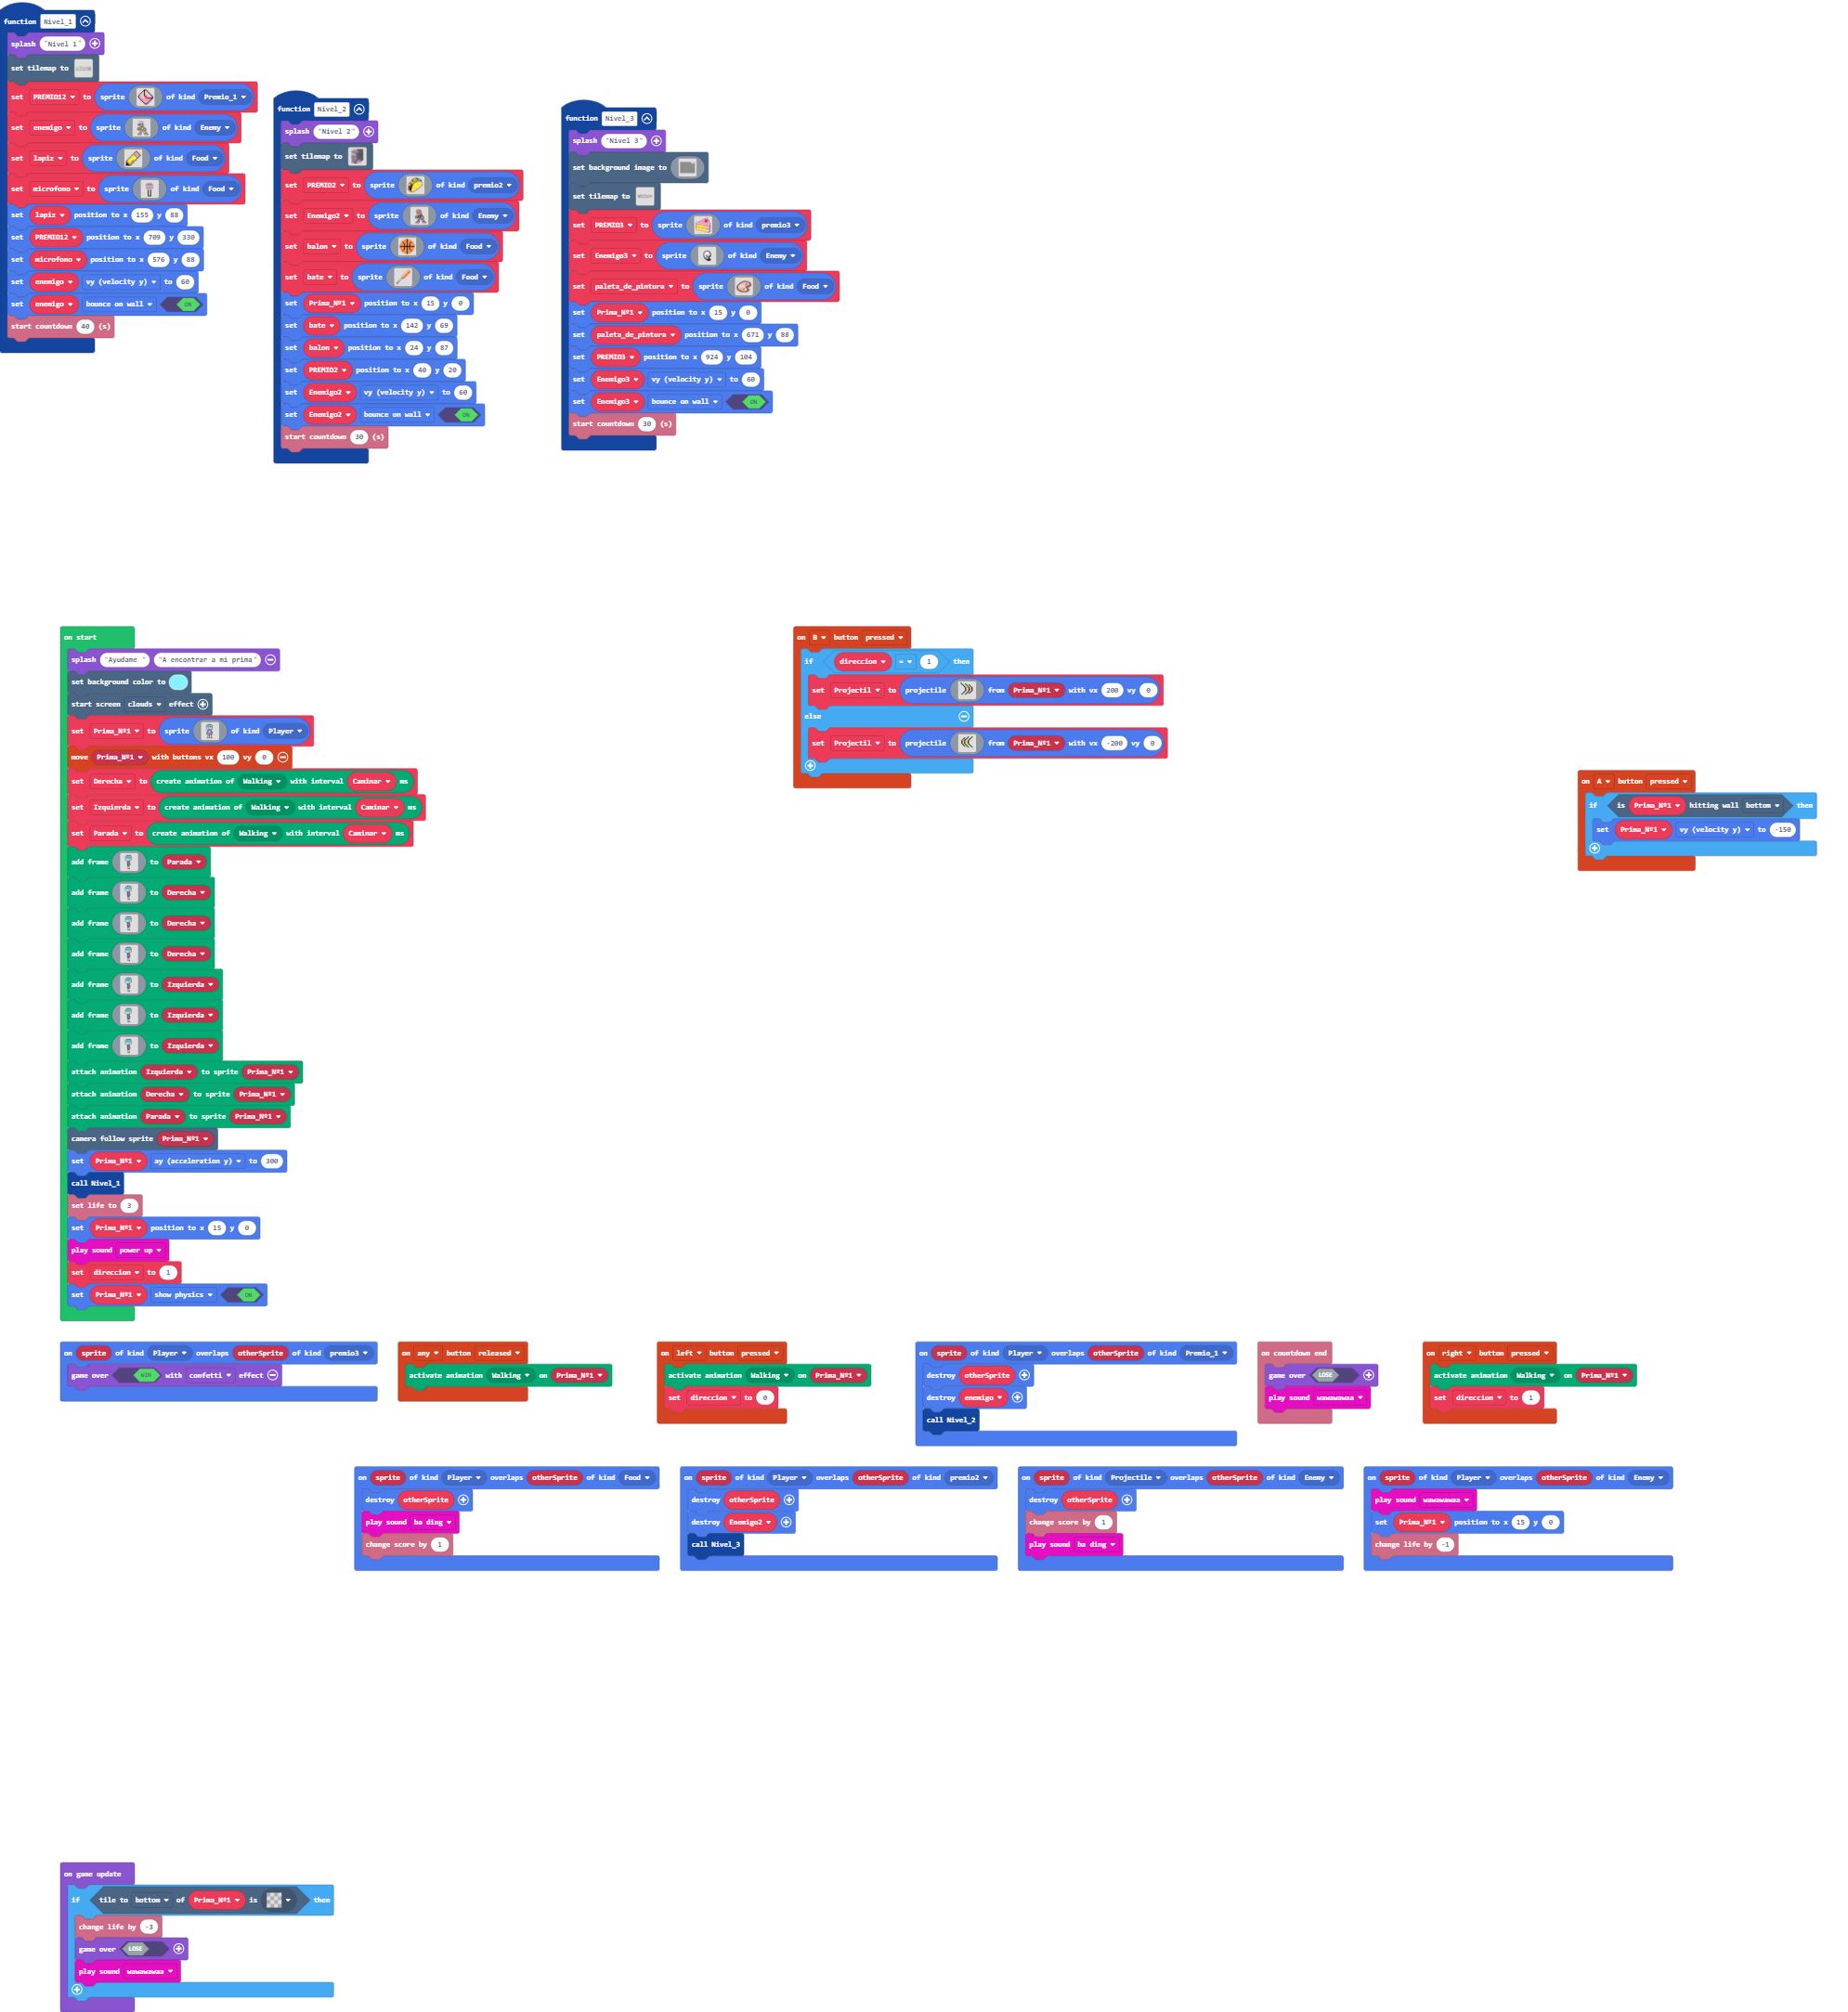 function Nivel_1
splash "Nivel 1"
set tilemap to
set PREMIO12 to sprite of kind Premio_1
set enemigo to sprite of kind Enemy
set lapiz to sprite of kind Food
set microfono to sprite of kind Food
set lapiz position to x 155 y 88
set PREMIO12 position to x 709 y 330
set microfono position to x 576 y 88
set enemigo vy (velocity y) to 60
set enemigo bounce on wall ON
start countdown 40 (s)
function Nivel_2
splash "Nivel 2"
set tilemap to
set PREMIO2 to sprite of kind premio2
set Enemigo2 to sprite of kind Enemy
set balon to sprite of kind Food
set bate to sprite of kind Food
set Prima_Nº1 position to x 15 y 0
set bate position to x 142 y 69
set balon position to x 24 y 87
set PREMIO2 position to x 40 y 20
set Enemigo2 vy (velocity y) to 60
set Enemigo2 bounce on wall ON
start countdown 30 (s)
function Nivel_3
splash "Nivel 3"
set background image to
set tilemap to
set PREMIO3 to sprite of kind premio3
set Enemigo3 to sprite of kind Enemy
set paleta_de_pintura to sprite of kind Food
set Prima_Nº1 position to x 15 y 0
set paleta_de_pintura position to x 671 y 88
set PREMIO3 position to x 924 y 104
set Enemigo3 vy (velocity y) to 60
set Enemigo3 bounce on wall ON
start countdown 30 (s)
on start
splash "Ayudame " "A encontrar a mi prima"
set background color to
start screen clouds effect
set Prima_Nº1 to sprite of kind Player
move Prima_Nº1 with buttons vx 100 vy 0
set Derecha to create animation of Walking with interval Caminar ms
set Izquierda to create animation of Walking with interval Caminar ms
set Parada to create animation of Walking with interval Caminar ms
add frame to Parada
add frame to Derecha
add frame to Derecha
add frame to Derecha
add frame to Izquierda
add frame to Izquierda
add frame to Izquierda
attach animation Izquierda to sprite Prima_Nº1
attach animation Derecha to sprite Prima_Nº1
attach animation Parada to sprite Prima_Nº1
camera follow sprite Prima_Nº1
set Prima_Nº1 ay (acceleration y) to 300
call Nivel_1
set life to 3
set Prima_Nº1 position to x 15 y 0
play sound power up
set direccion to 1
set Prima_Nº1 show physics ON
on B button pressed
if direccion = 1 then
set Projectil to projectile from Prima_Nº1 with vx 200 vy 0
else
set Projectil to projectile from Prima_Nº1 with vx -200 vy 0
on A button pressed
if is Prima_Nº1 hitting wall bottom then
set Prima_Nº1 vy (velocity y) to -150
on sprite of kind Player overlaps otherSprite of kind premio3
game over WIN with confetti effect
on any button released
activate animation Walking on Prima_Nº1
on left button pressed
activate animation Walking on Prima_Nº1
set direccion to 0
on sprite of kind Player overlaps otherSprite of kind Premio_1
destroy otherSprite
destroy enemigo
call Nivel_2
on countdown end
game over LOSE
play sound wawawawaa
on right button pressed
activate animation Walking on Prima_Nº1
set direccion to 1
on sprite of kind Player overlaps otherSprite of kind Food
destroy otherSprite
play sound ba ding
change score by 1
on sprite of kind Player overlaps otherSprite of kind premio2
destroy otherSprite
destroy Enemigo2
call Nivel_3
on sprite of kind Projectile overlaps otherSprite of kind Enemy
destroy otherSprite
change score by 1
play sound ba ding
on sprite of kind Player overlaps otherSprite of kind Enemy
play sound wawawawaa
set Prima_Nº1 position to x 15 y 0
change life by -1
on game update
if tile to bottom of Prima_Nº1 is then
change life by -3
game over LOSE
play sound wawawawaa